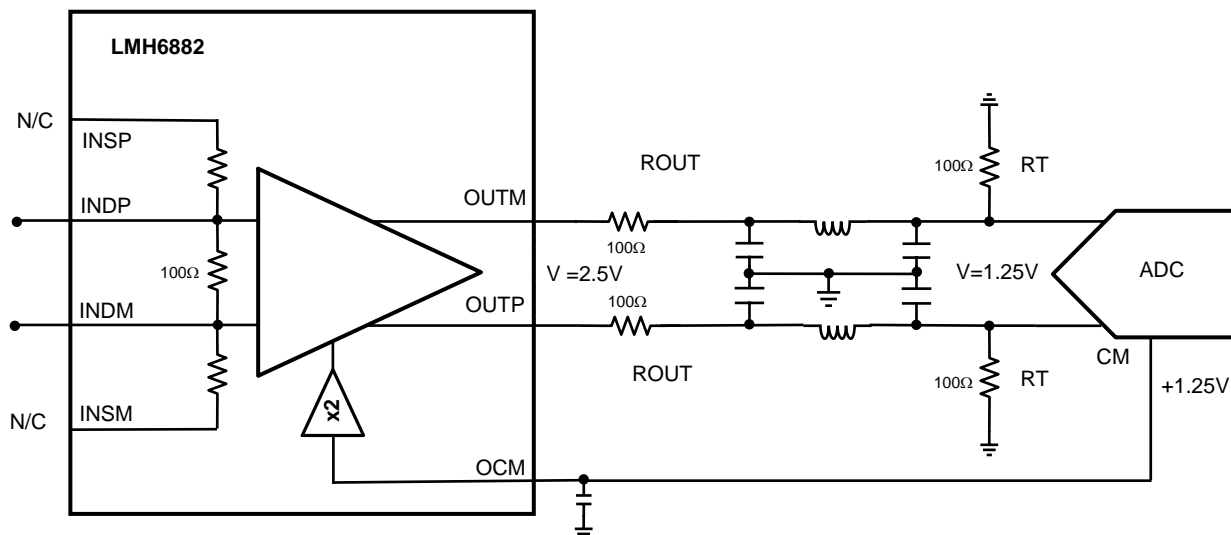 LMH6882
N/C
INSP
INDP
100Ω
INDM
N/C
INSM
x2
OUTM
V =2.5V
OUTP
OCM
ROUT
100Ω
100Ω
ROUT
100Ω
RT
V=1.25V
ADC
100Ω
RT
CM
+1.25V